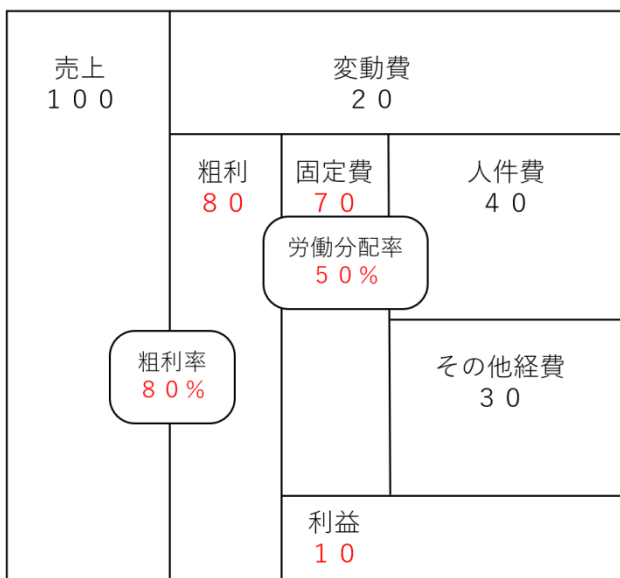 売上
１００
変動費
２０
粗利
８０
固定費
７０
人件費
４０
労働分配率
５０％
粗利率
８０％
その他経費
３０
利益
１０